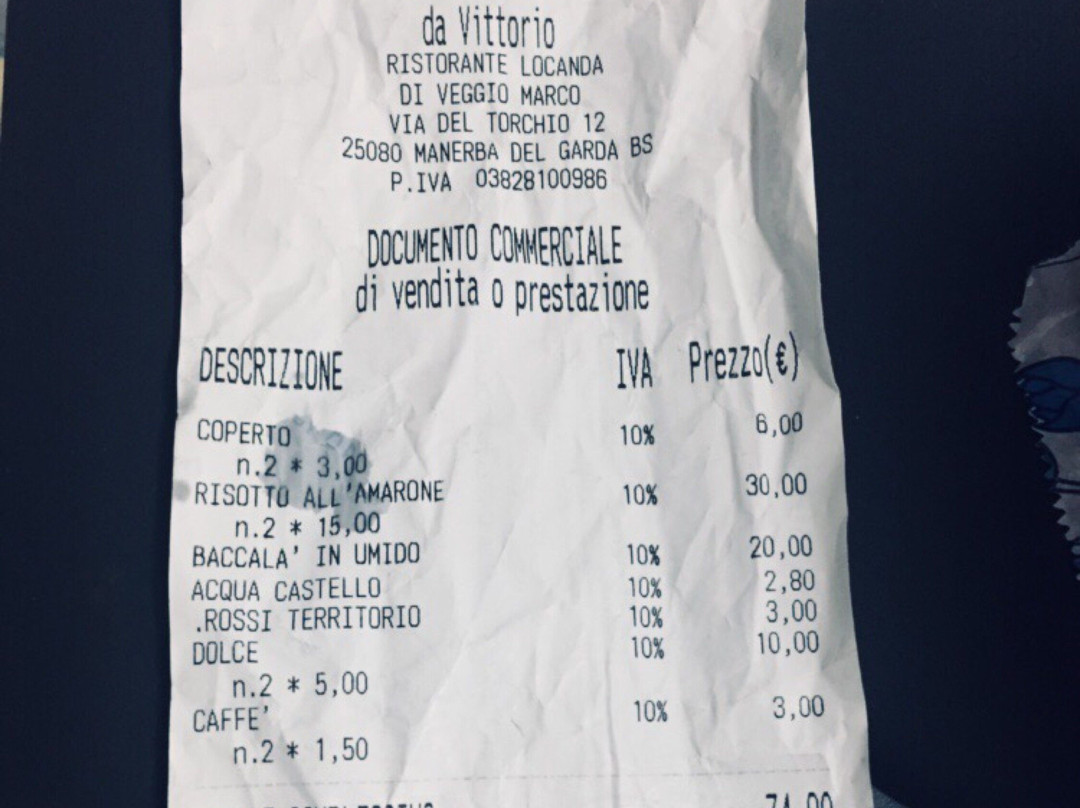 da Vittorio
RISTORANTE LOCANDA
DI VEGGIO MARCO
VIA DEL TORCHIO 12
25080 MANERBA DEL GARDA BS
P.IVA 03828100986
DOCUMENTO COMMERCIALE
di vendita o prestazione
DESCRIZIONE IVA Prezzo(€)
COPERTO 10% 6,00
n.2 * 3,00
RISOTTO ALL'AMARONE 10% 30,00
n.2 * 15,00
BACCALA' IN UMIDO 10% 20,00
ACQUA CASTELLO 10% 2,80
.ROSSI TERRITORIO 10% 3,00
DOLCE 10% 10,00
n.2 * 5,00
CAFFE' 10% 3,00
n.2 * 1,50